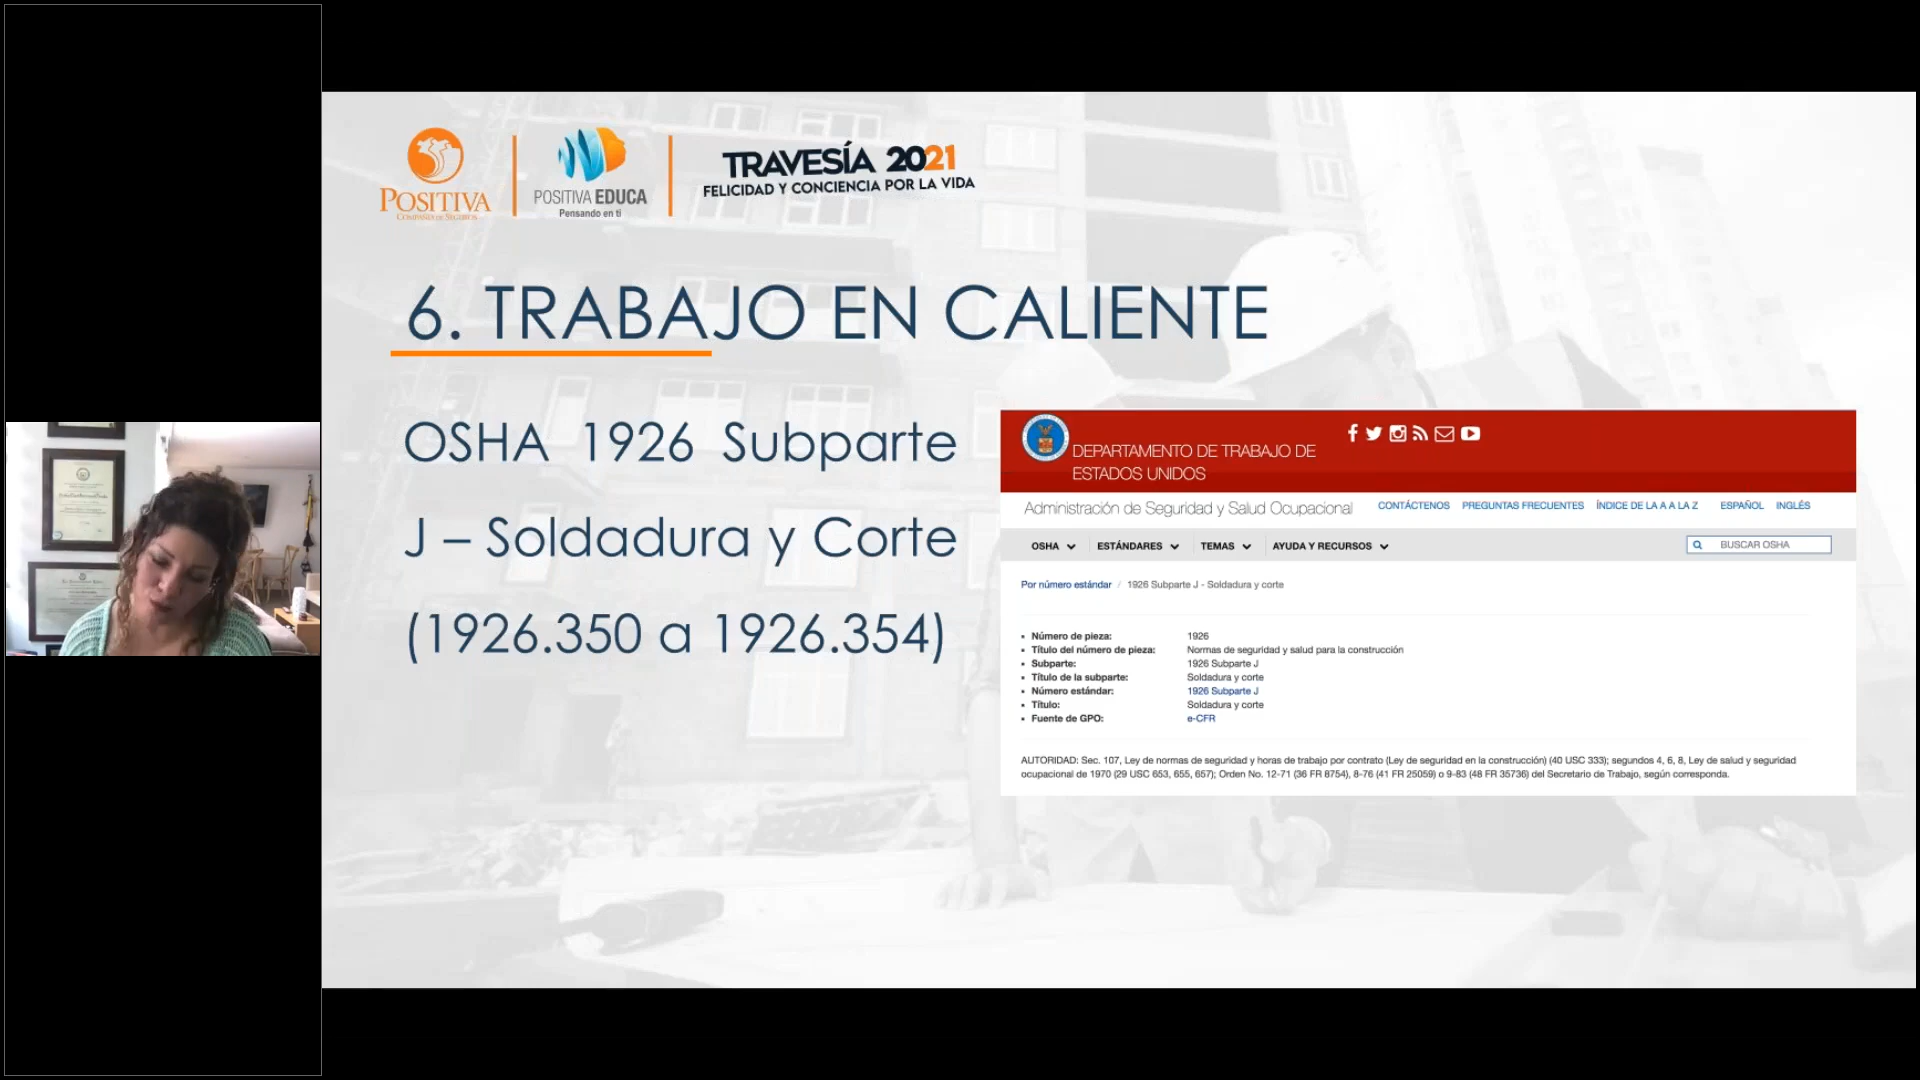 POSITIVA
COMPAÑÍA DE SEGUROS
POSITIVA EDUCA
Pensando en ti
TRAVESÍA 2021
FELICIDAD Y CONCIENCIA POR LA VIDA
6. TRABAJO EN CALIENTE
OSHA 1926 Subparte
J – Soldadura y Corte
(1926.350 a 1926.354)
DEPARTAMENTO DE TRABAJO DE
ESTADOS UNIDOS
Administración de Seguridad y Salud Ocupacional
CONTÁCTENOS PREGUNTAS FRECUENTES ÍNDICE DE LA A A LA Z ESPAÑOL INGLÉS
OSHA ESTÁNDARES TEMAS AYUDA Y RECURSOS BUSCAR OSHA
Por número estándar / 1926 Subparte J - Soldadura y corte
• Número de pieza: 1926
• Título del número de pieza: Normas de seguridad y salud para la construcción
• Subparte: 1926 Subparte J
• Título de la subparte: Soldadura y corte
• Número estándar: 1926 Subparte J
• Título: Soldadura y corte
• Fuente de GPO: e-CFR
AUTORIDAD: Sec. 107, Ley de normas de seguridad y horas de trabajo por contrato (Ley de seguridad en la construcción) (40 USC 333); segundos 4, 6, 8, Ley de salud y seguridad
ocupacional de 1970 (29 USC 653, 655, 657); Orden No. 12-71 (36 FR 8754), 8-76 (41 FR 25059) o 9-83 (48 FR 35736) del Secretario de Trabajo, según corresponda.